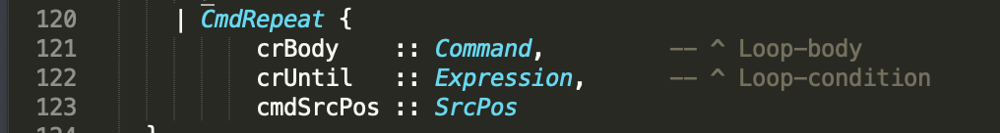 120 | CmdRepeat {
121 crBody :: Command, -- ^ Loop-body
122 crUntil :: Expression, -- ^ Loop-condition
123 cmdSrcPos :: SrcPos
124 }